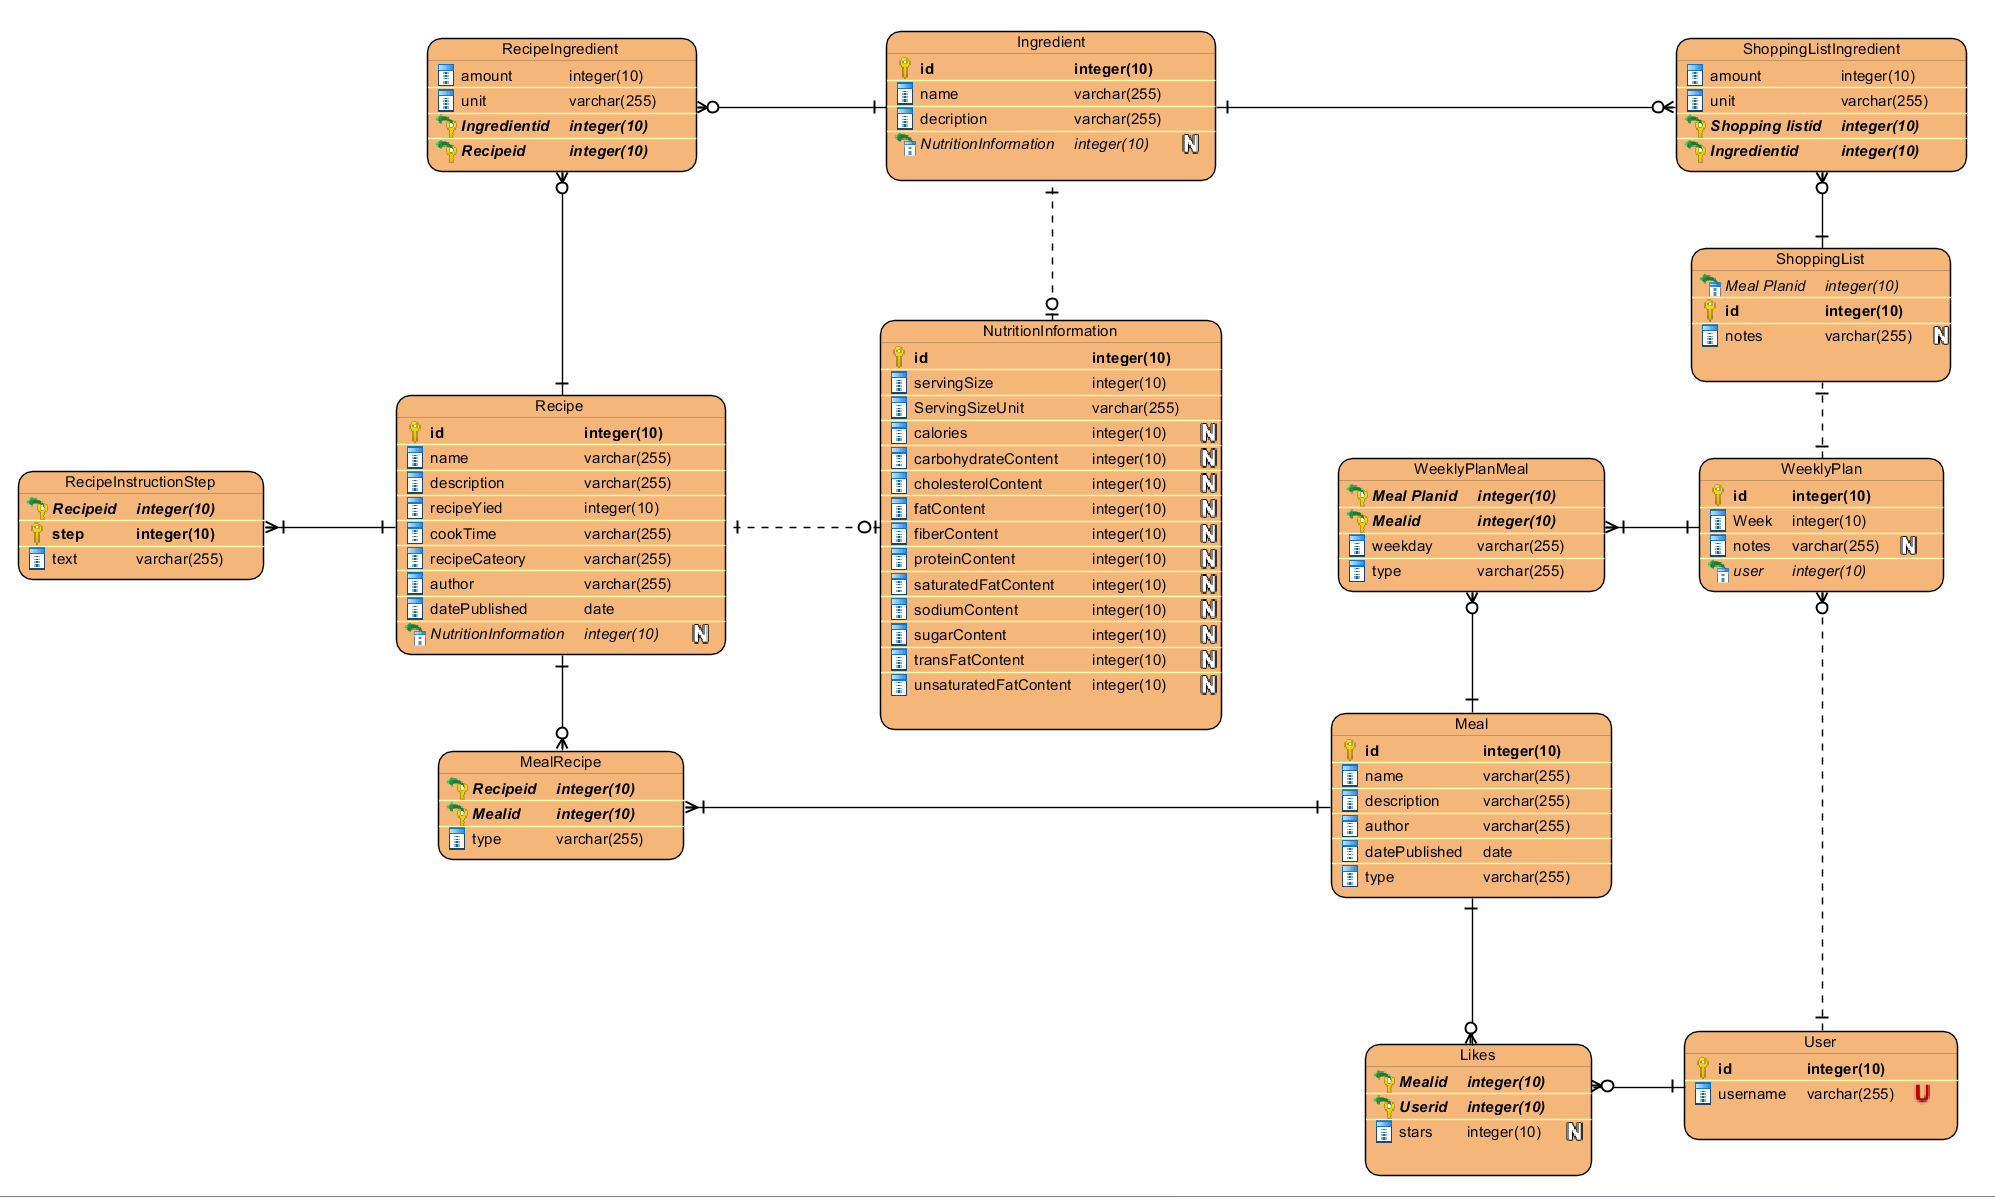 RecipeIngredient
amount integer(10)
unit varchar(255)
Ingredientid integer(10)
Recipeid integer(10)
Ingredient
id integer(10)
name varchar(255)
decription varchar(255)
NutritionInformation integer(10) N
ShoppingListIngredient
amount integer(10)
unit varchar(255)
Shopping listid integer(10)
Ingredientid integer(10)
ShoppingList
Meal Planid integer(10)
id integer(10)
notes varchar(255) N
NutritionInformation
id integer(10)
servingSize integer(10)
ServingSizeUnit varchar(255)
calories integer(10) N
carbohydrateContent integer(10) N
cholesterolContent integer(10) N
fatContent integer(10) N
fiberContent integer(10) N
proteinContent integer(10) N
saturatedFatContent integer(10) N
sodiumContent integer(10) N
sugarContent integer(10) N
transFatContent integer(10) N
unsaturatedFatContent integer(10) N
Recipe
id integer(10)
name varchar(255)
description varchar(255)
recipeYied integer(10)
cookTime varchar(255)
recipeCateory varchar(255)
author varchar(255)
datePublished date
NutritionInformation integer(10) N
RecipeInstructionStep
Recipeid integer(10)
step integer(10)
text varchar(255)
WeeklyPlanMeal
Meal Planid integer(10)
Mealid integer(10)
weekday varchar(255)
type varchar(255)
WeeklyPlan
id integer(10)
Week integer(10)
notes varchar(255) N
user integer(10)
MealRecipe
Recipeid integer(10)
Mealid integer(10)
type varchar(255)
Meal
id integer(10)
name varchar(255)
description varchar(255)
author varchar(255)
datePublished date
type varchar(255)
Likes
Mealid integer(10)
Userid integer(10)
stars integer(10) N
User
id integer(10)
username varchar(255) U